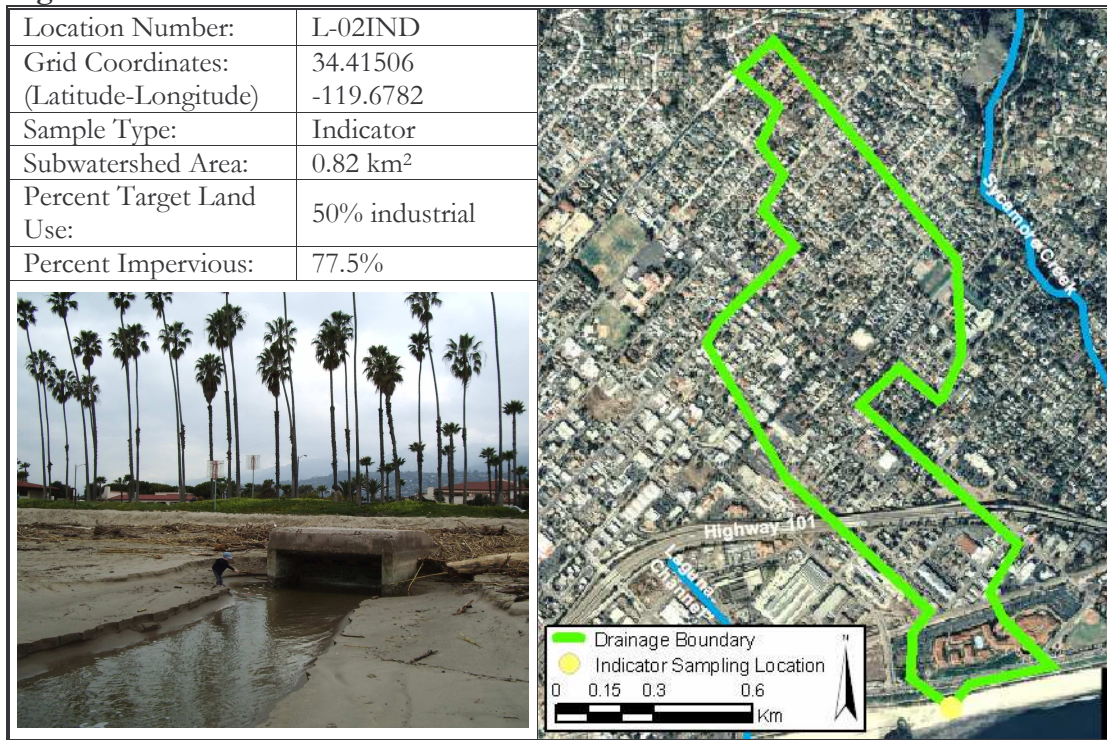 Location Number: L-02IND
Grid Coordinates: 34.41506
(Latitude-Longitude) -119.6782
Sample Type: Indicator
Subwatershed Area: 0.82 km²
Percent Target Land
Use: 50% industrial
Percent Impervious: 77.5%
Sycamore Creek
Highway 101
Laguna
Channel
Drainage Boundary
Indicator Sampling Location
N
0 0.15 0.3 0.6
Km